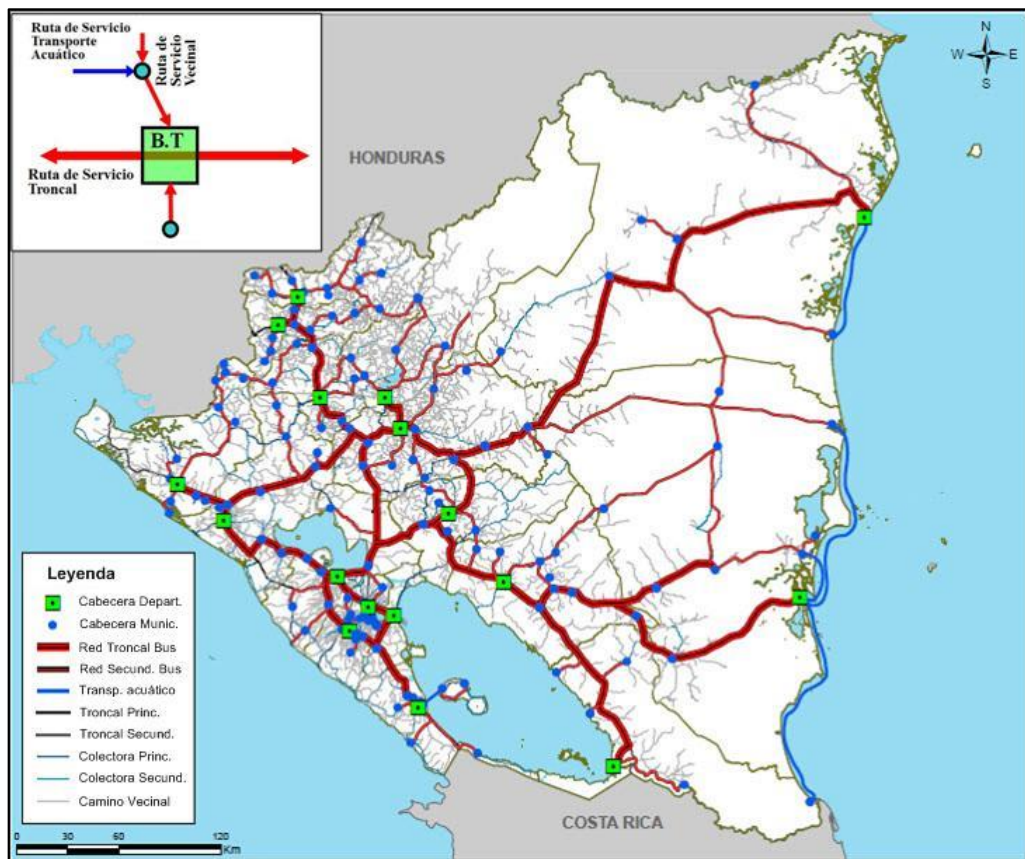 Ruta de Servicio
Transporte
Acuático
Ruta de
Servicio
Vecinal
B.T
Ruta de Servicio
Troncal
N
W
E
S
HONDURAS
Leyenda
Cabecera Depart.
Cabecera Munic.
Red Troncal Bus
Red Secund. Bus
Transp. acuático
Troncal Princ.
Troncal Secund.
Colectora Princ.
Colectora Secund.
Camino Vecinal
COSTA RICA
0 30 60 120
Km